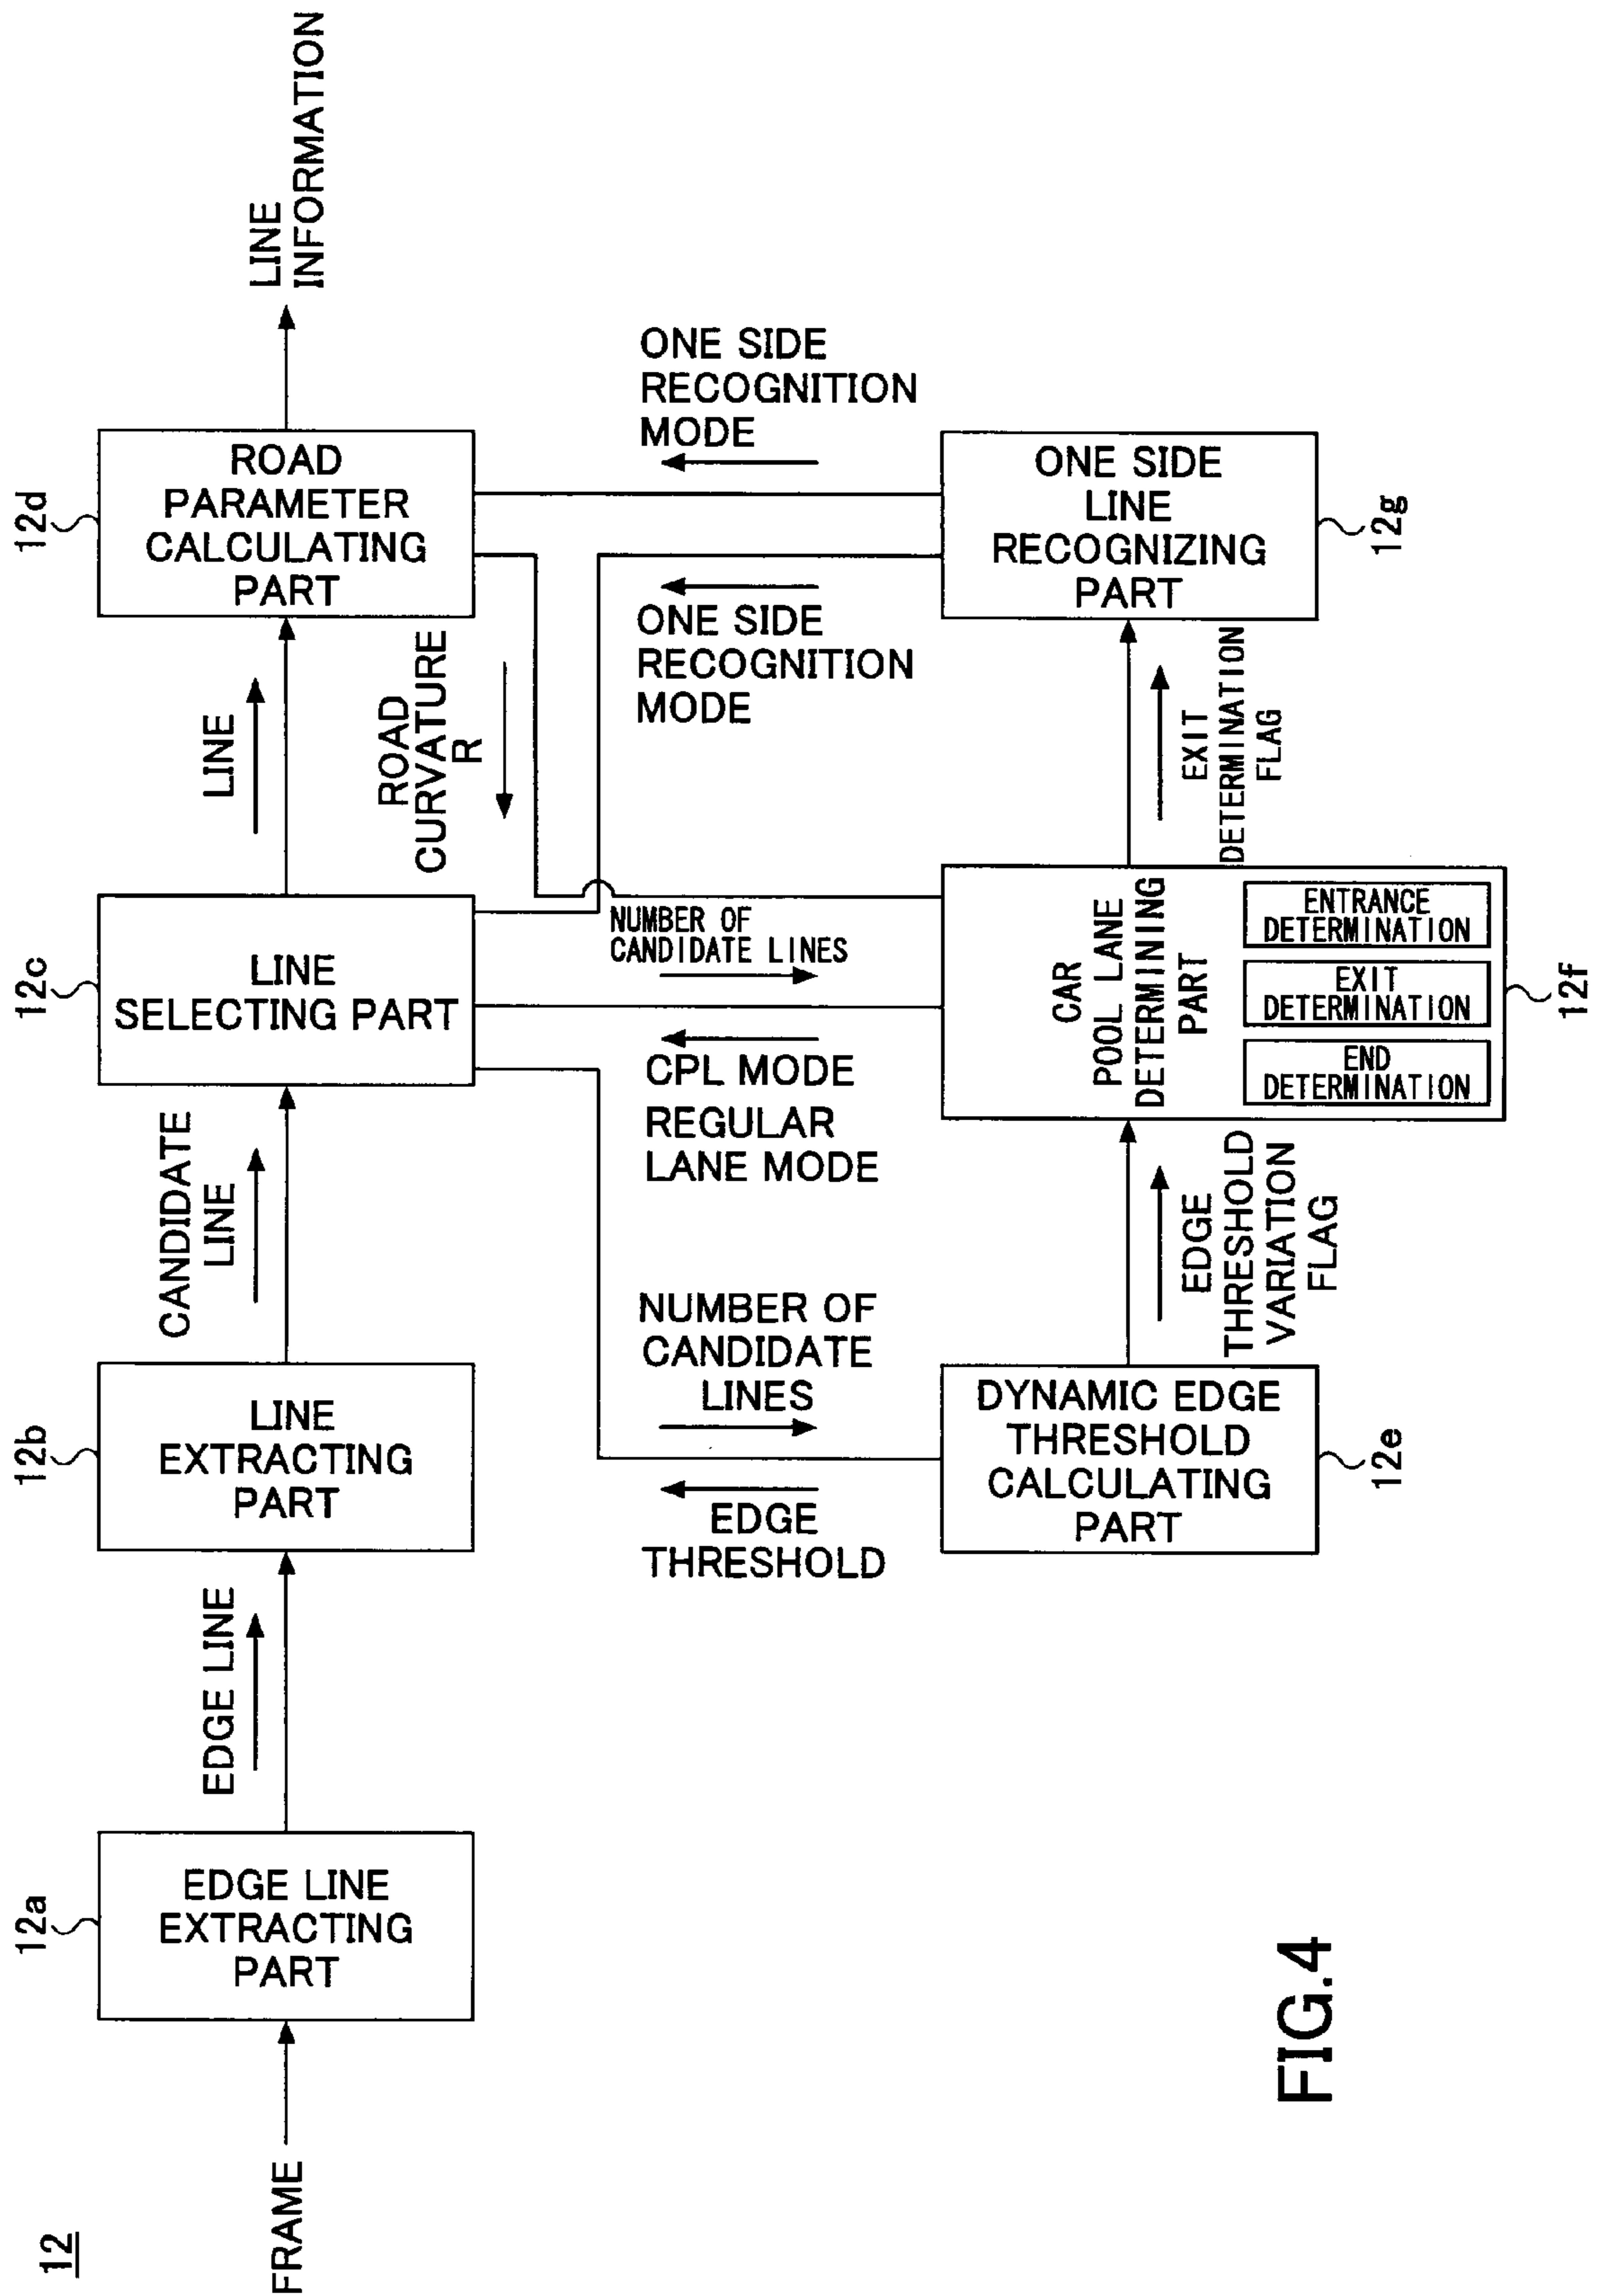 12
FRAME
12a
EDGE LINE
EXTRACTING
PART
EDGE LINE
12b
LINE
EXTRACTING
PART
CANDIDATE
LINE
12c
LINE
SELECTING PART
LINE
12d
ROAD
PARAMETER
CALCULATING
PART
LINE
INFORMATION
ROAD
CURVATURE
R
NUMBER OF
CANDIDATE
LINES
EDGE
THRESHOLD
NUMBER OF
CANDIDATE LINES
CPL MODE
REGULAR
LANE MODE
ONE SIDE
RECOGNITION
MODE
ONE SIDE
RECOGNITION
MODE
DYNAMIC EDGE
THRESHOLD
CALCULATING
PART
12e
EDGE
THRESHOLD
VARIATION
FLAG
CAR
POOL LANE
DETERMINING
PART
END
DETERMINATION
EXIT
DETERMINATION
ENTRANCE
DETERMINATION
12f
EXIT
DETERMINATION
FLAG
ONE SIDE
LINE
RECOGNIZING
PART
12g
FIG.4